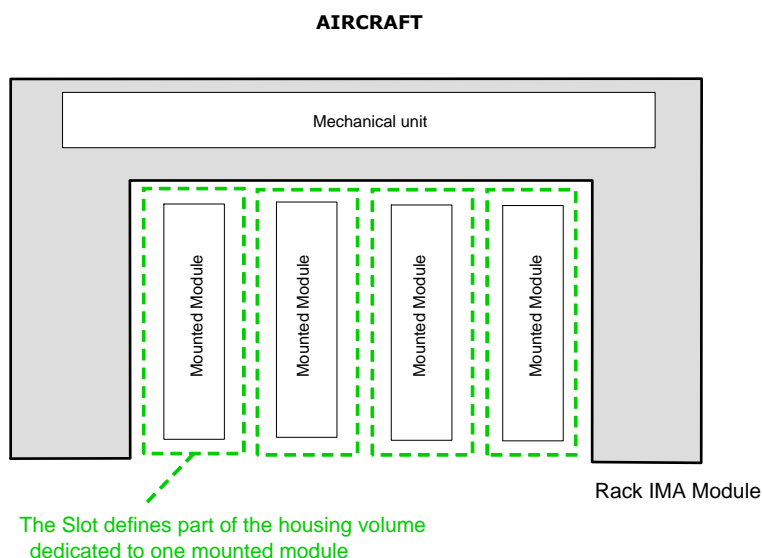 AIRCRAFT
Mechanical unit
Mounted Module
Mounted Module
Mounted Module
Mounted Module
Rack IMA Module
The Slot defines part of the housing volume
dedicated to one mounted module